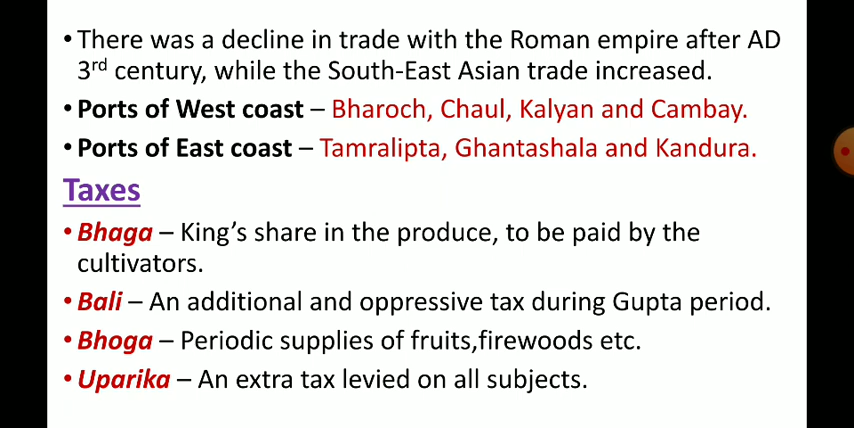 • There was a decline in trade with the Roman empire after AD
3rd century, while the South-East Asian trade increased.
• Ports of West coast – Bharoch, Chaul, Kalyan and Cambay.
• Ports of East coast – Tamralipta, Ghantashala and Kandura.
Taxes
• Bhaga – King's share in the produce, to be paid by the
cultivators.
• Bali – An additional and oppressive tax during Gupta period.
• Bhoga – Periodic supplies of fruits,firewoods etc.
• Uparika – An extra tax levied on all subjects.